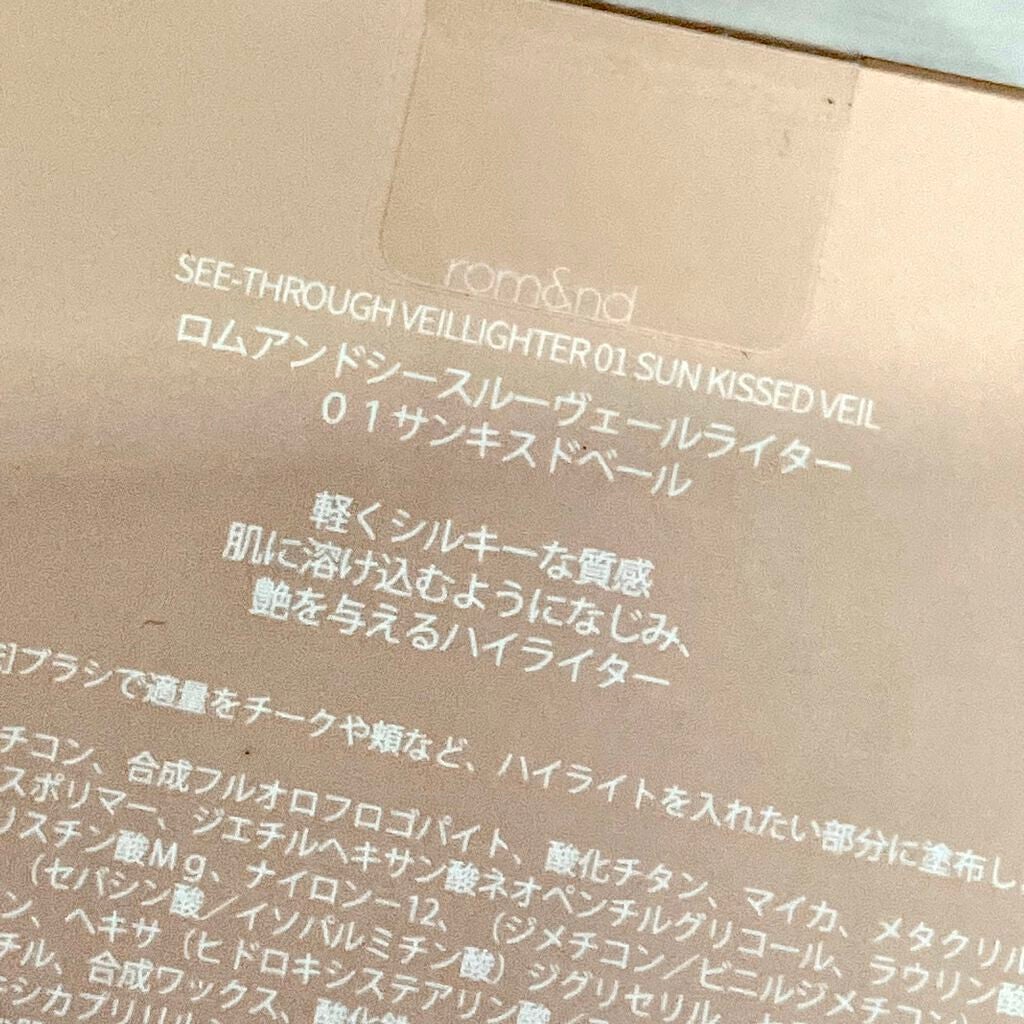 rom&nd
SEE-THROUGH VEILLIGHTER 01 SUN KISSED VEIL
ロムアンドシースルーヴェールライター
０１サンキスドベール
軽くシルキーな質感
肌に溶け込むようになじみ、
艶を与えるハイライター
ブラシで適量をチークや頬など、ハイライトを入れたい部分に塗布し
チコン、合成フルオロフロゴパイト、酸化チタン、マイカ、メタクリル
スポリマー、ジエチルヘキサン酸ネオペンチルグリコール、ラウリン酸
リスチン酸Ｍｇ、ナイロン－12、（ジメチコン／ビニルジメチコン）
（セバシン酸／イソパルミチン酸）ジグリセリル、
ン、ヘキサ（ヒドロキシステアリン酸／
チル、合成ワックス、酸化鉄